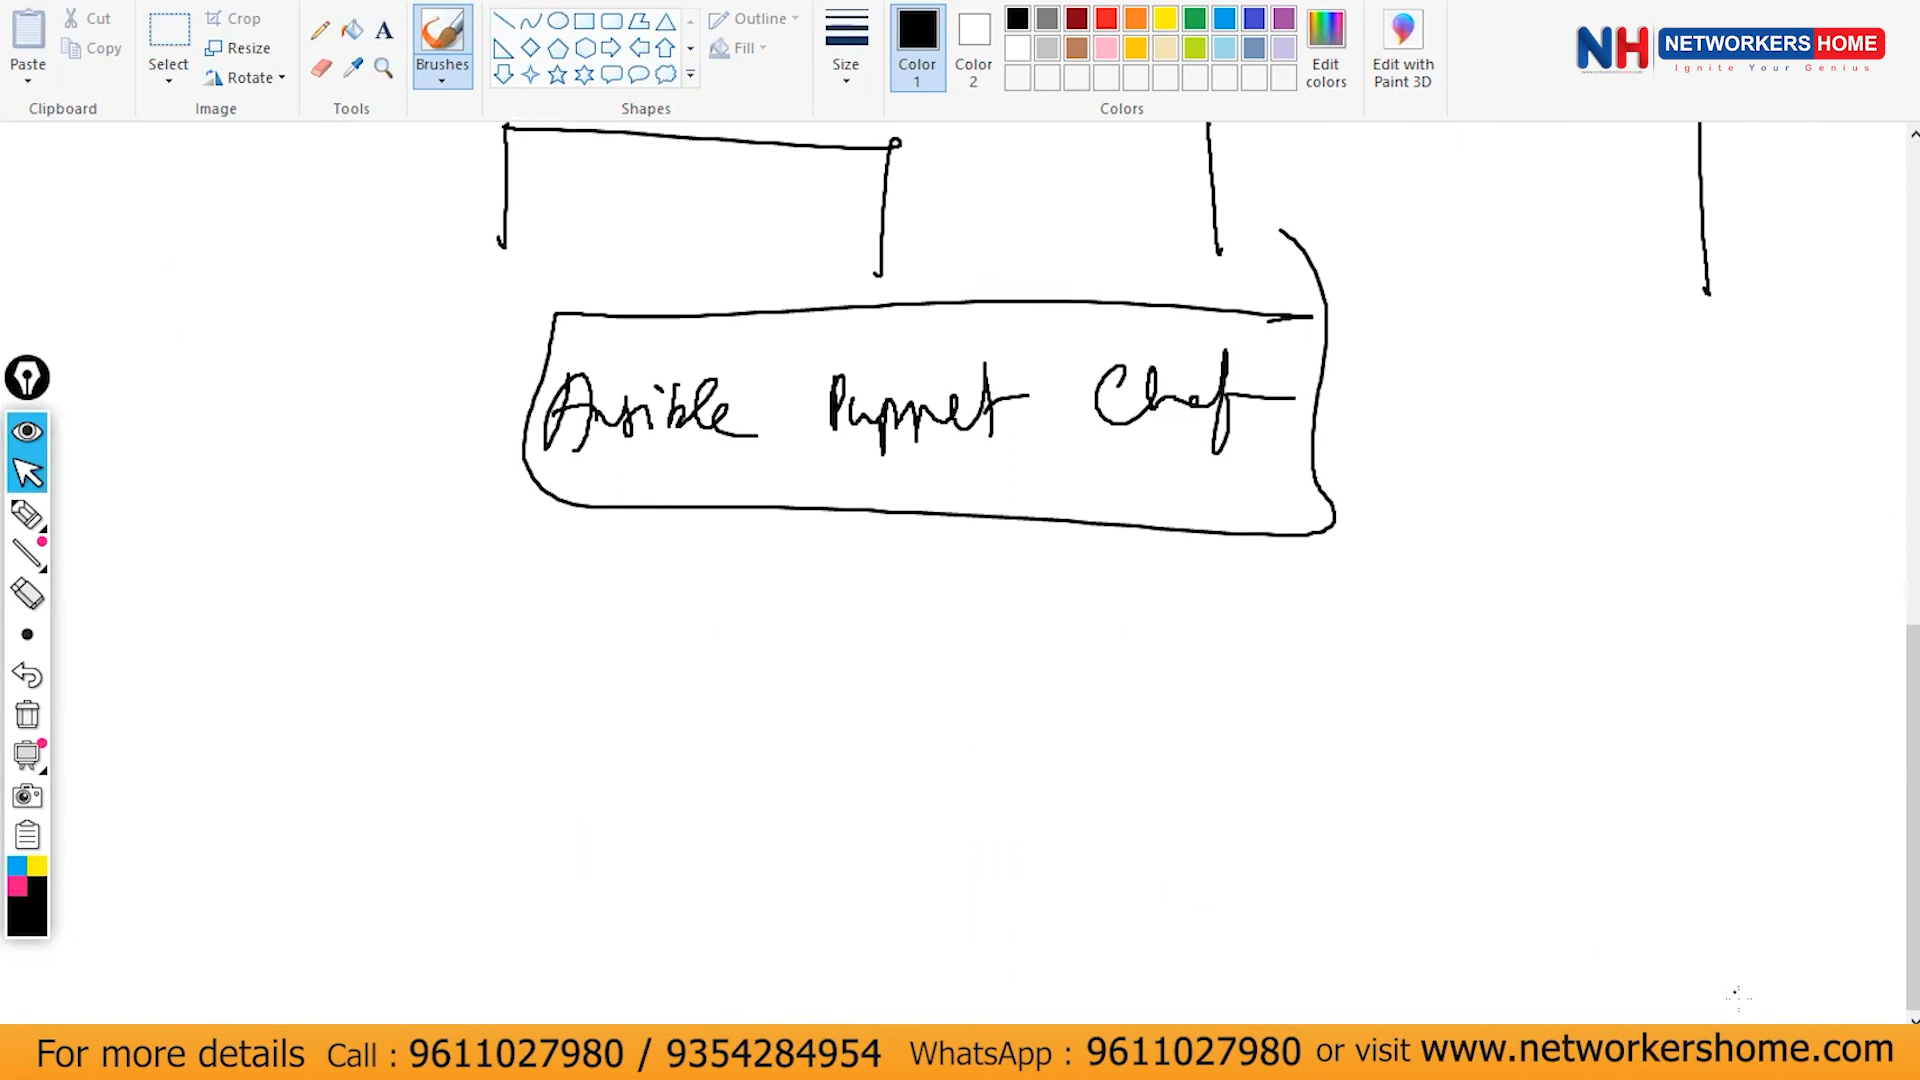 Cut
Copy
Paste
Clipboard
Crop
Resize
Rotate
Select
Image
Tools
Brushes
Outline
Fill
Shapes
Size
Color 1
Color 2
Edit colors
Edit with Paint 3D
Colors
NH NETWORKERS HOME
Ignite Your Genius
Ansible Puppet Chef
For more details Call : 9611027980 / 9354284954 WhatsApp : 9611027980 or visit www.networkershome.com